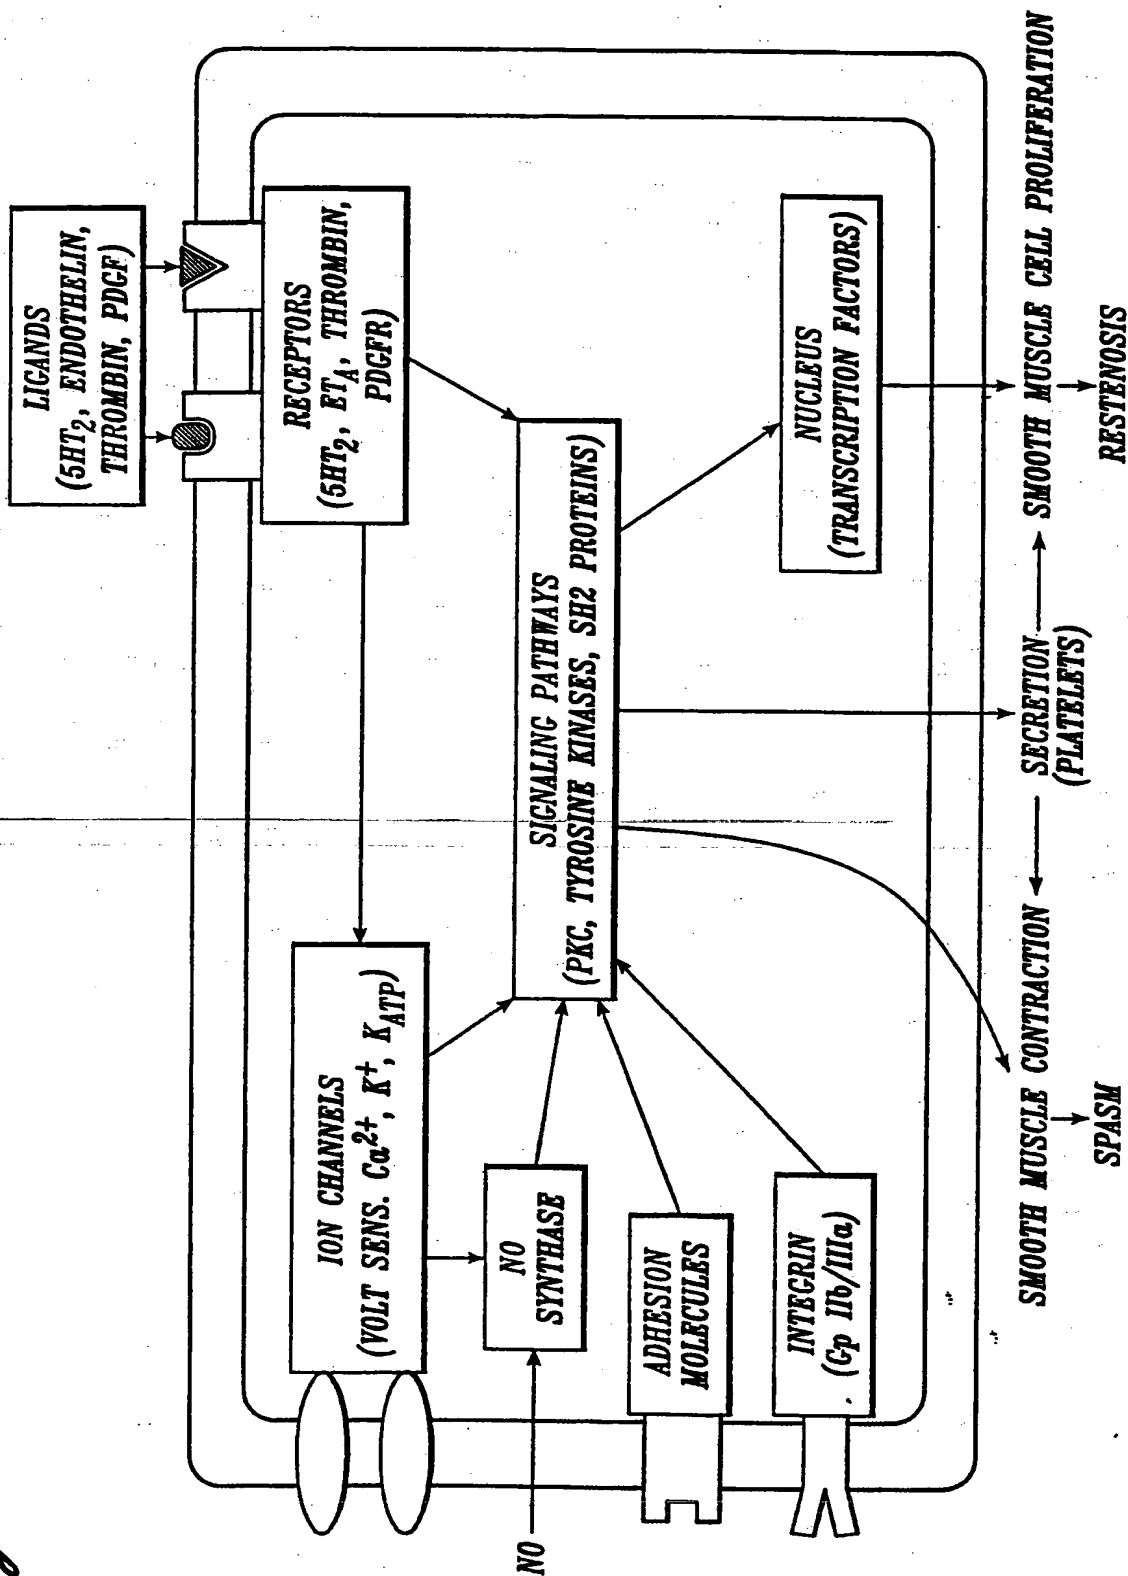 LIGANDS
(5HT2, ENDOTHELIN,
THROMBIN, PDGF)
RECEPTORS
(5HT2, ETA, THROMBIN,
PDGFR)
ION CHANNELS
(VOLT SENS. Ca2+, K+, KATP)
NO
SYNTHASE
NO
ADHESION
MOLECULES
INTEGRIN
(Gp IIb/IIIa)
SIGNALING PATHWAYS
(PKC, TYROSINE KINASES, SH2 PROTEINS)
NUCLEUS
(TRANSCRIPTION FACTORS)
SMOOTH MUSCLE CONTRACTION
SPASM
SECRETION
(PLATELETS)
SMOOTH MUSCLE CELL PROLIFERATION
RESTENOSIS